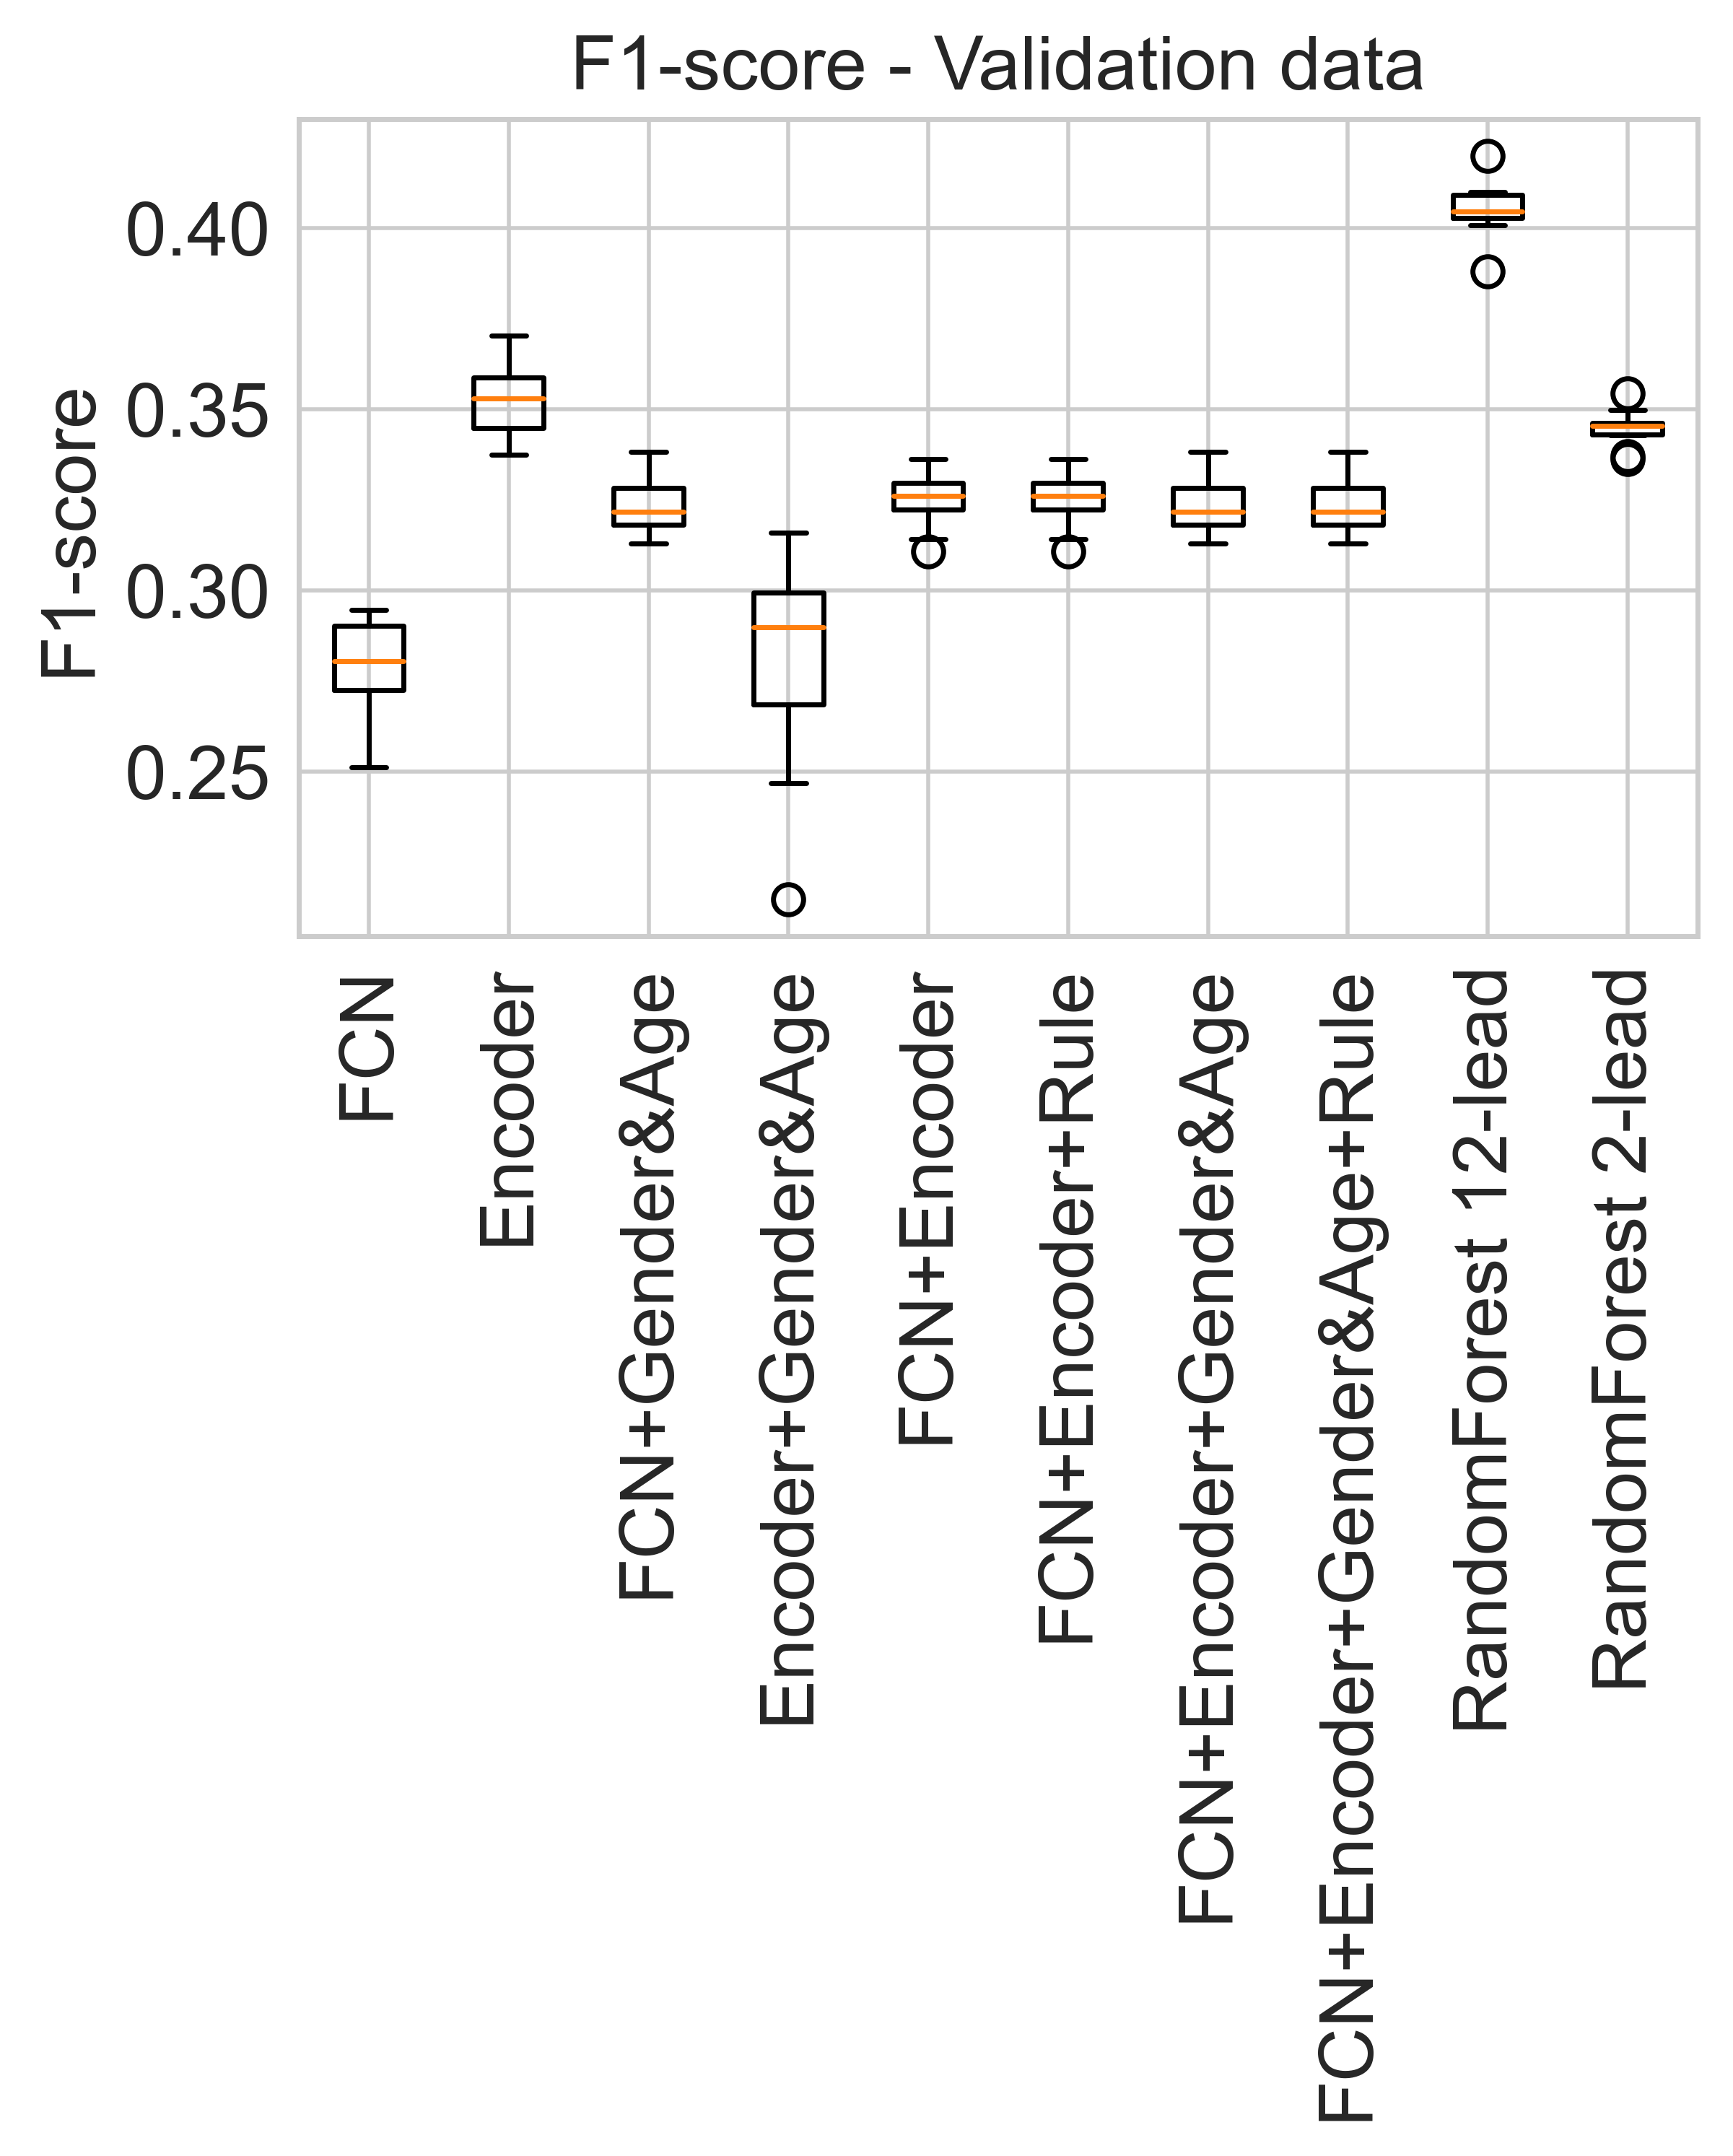 F1-score - Validation data
F1-score
0.40
0.35
0.30
0.25
FCN
Encoder
FCN+Gender&Age
Encoder+Gender&Age
FCN+Encoder
FCN+Encoder+Rule
FCN+Encoder+Gender&Age
FCN+Encoder+Gender&Age+Rule
RandomForest 12-lead
RandomForest 2-lead